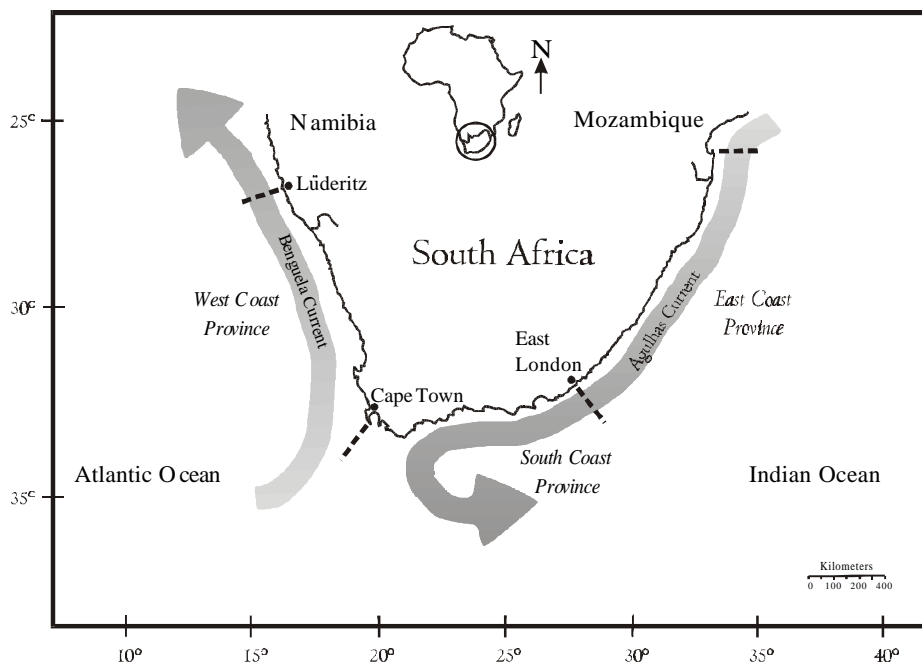 N
25°
Namibia
Mozambique
Lüderitz
South Africa
Benguela Current
West Coast
Province
Agulhas Current
East Coast
Province
30°
East
London
Cape Town
South Coast
Province
Atlantic Ocean
Indian Ocean
35°
Kilometers
0 100 200 400
10° 15° 20° 25° 30° 35° 40°